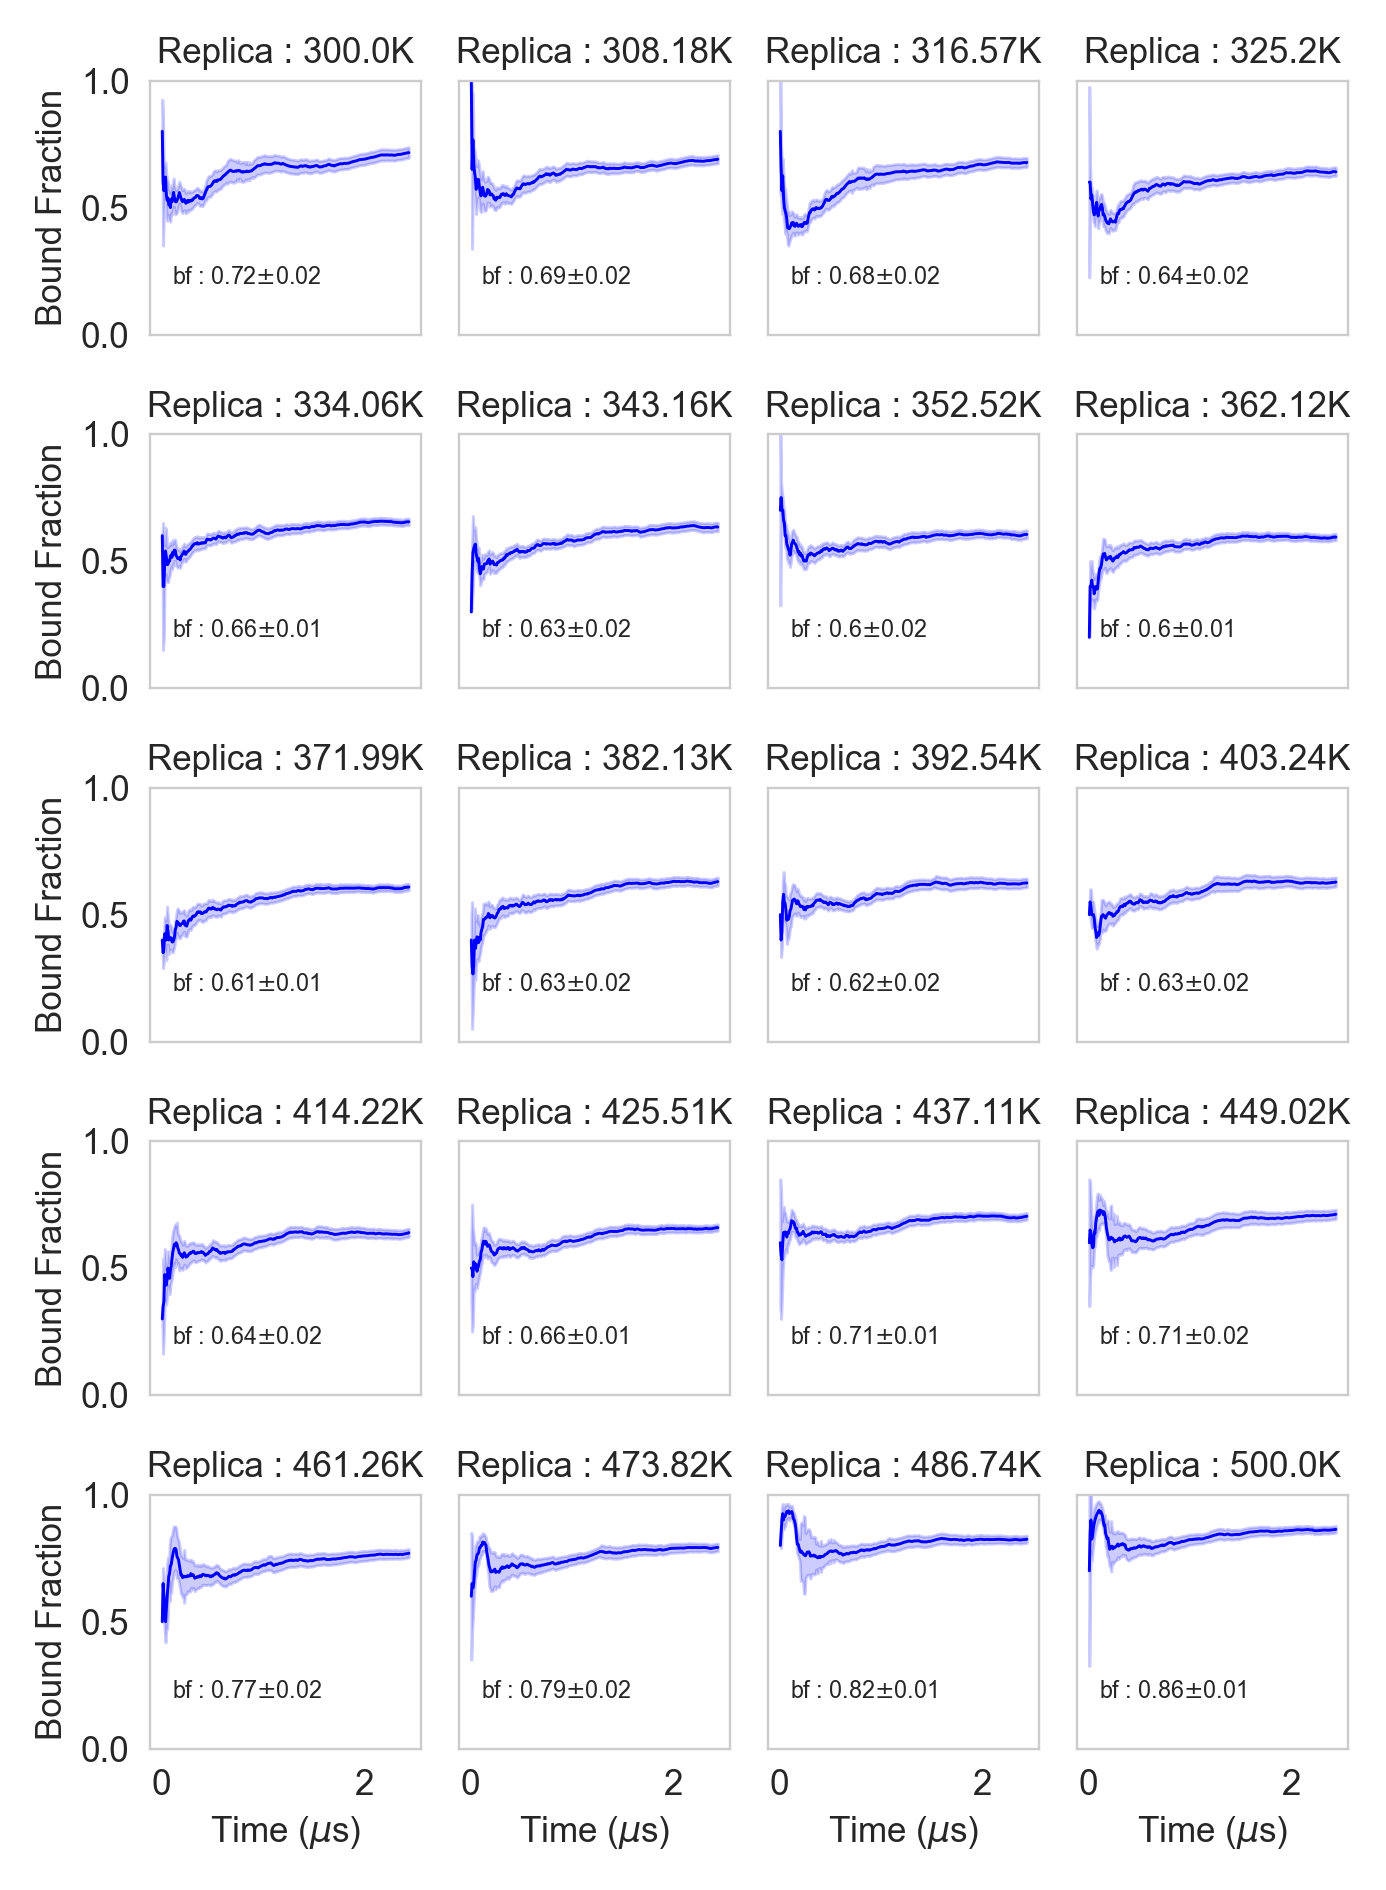 Replica : 300.0K
Replica : 308.18K
Replica : 316.57K
Replica : 325.2K
Bound Fraction
1.0
0.5
0.0
bf : 0.72±0.02
bf : 0.69±0.02
bf : 0.68±0.02
bf : 0.64±0.02
Replica : 334.06K
Replica : 343.16K
Replica : 352.52K
Replica : 362.12K
Bound Fraction
1.0
0.5
0.0
bf : 0.66±0.01
bf : 0.63±0.02
bf : 0.6±0.02
bf : 0.6±0.01
Replica : 371.99K
Replica : 382.13K
Replica : 392.54K
Replica : 403.24K
Bound Fraction
1.0
0.5
0.0
bf : 0.61±0.01
bf : 0.63±0.02
bf : 0.62±0.02
bf : 0.63±0.02
Replica : 414.22K
Replica : 425.51K
Replica : 437.11K
Replica : 449.02K
Bound Fraction
1.0
0.5
0.0
bf : 0.64±0.02
bf : 0.66±0.01
bf : 0.71±0.01
bf : 0.71±0.02
Replica : 461.26K
Replica : 473.82K
Replica : 486.74K
Replica : 500.0K
Bound Fraction
1.0
0.5
0.0
bf : 0.77±0.02
bf : 0.79±0.02
bf : 0.82±0.01
bf : 0.86±0.01
0 2
0 2
0 2
0 2
Time (μs)
Time (μs)
Time (μs)
Time (μs)